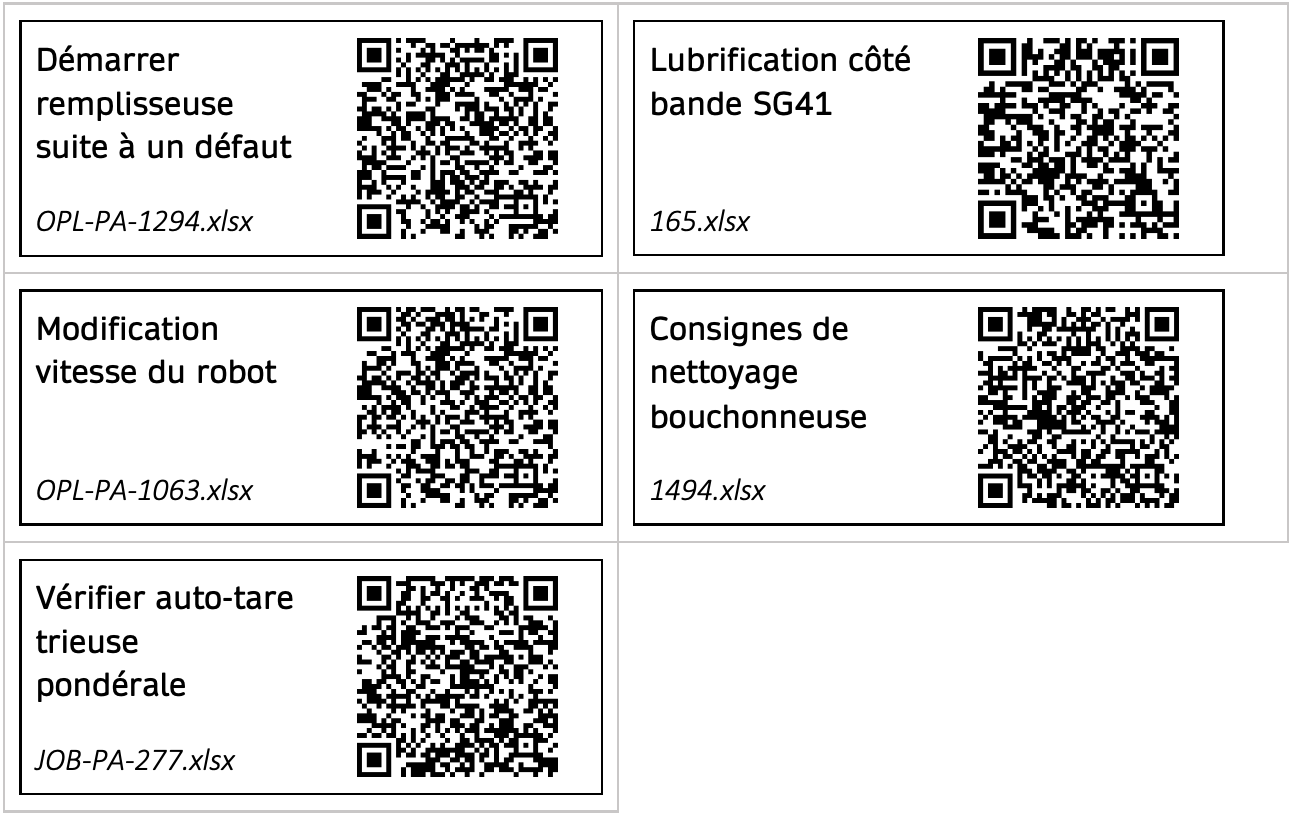 Démarrer
remplisseuse
suite à un défaut
OPL-PA-1294.xlsx
Lubrification côté
bande SG41
165.xlsx
Modification
vitesse du robot
OPL-PA-1063.xlsx
Consignes de
nettoyage
bouchonneuse
1494.xlsx
Vérifier auto-tare
trieuse
pondérale
JOB-PA-277.xlsx